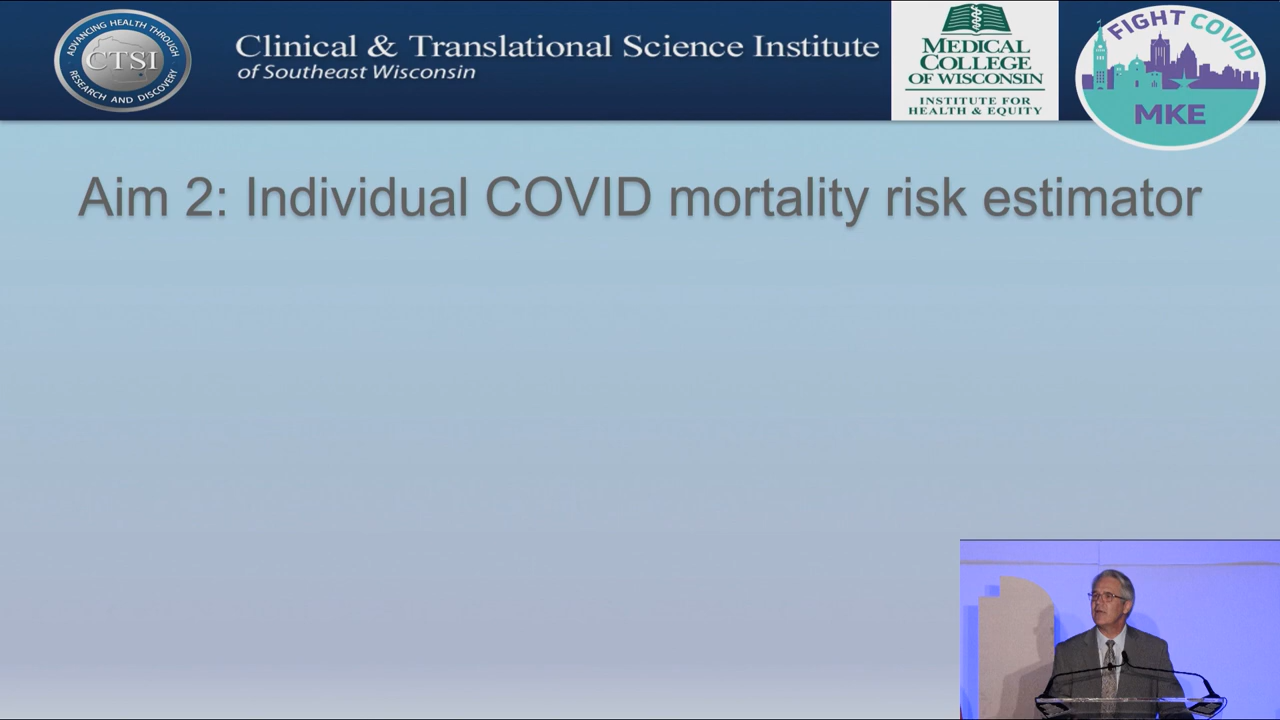 ADVANCING HEALTH THROUGH
CTSI
RESEARCH AND DISCOVERY
Clinical & Translational Science Institute
of Southeast Wisconsin
MEDICAL
COLLEGE
OF WISCONSIN
INSTITUTE FOR
HEALTH & EQUITY
FIGHT COVID
MKE
Aim 2: Individual COVID mortality risk estimator